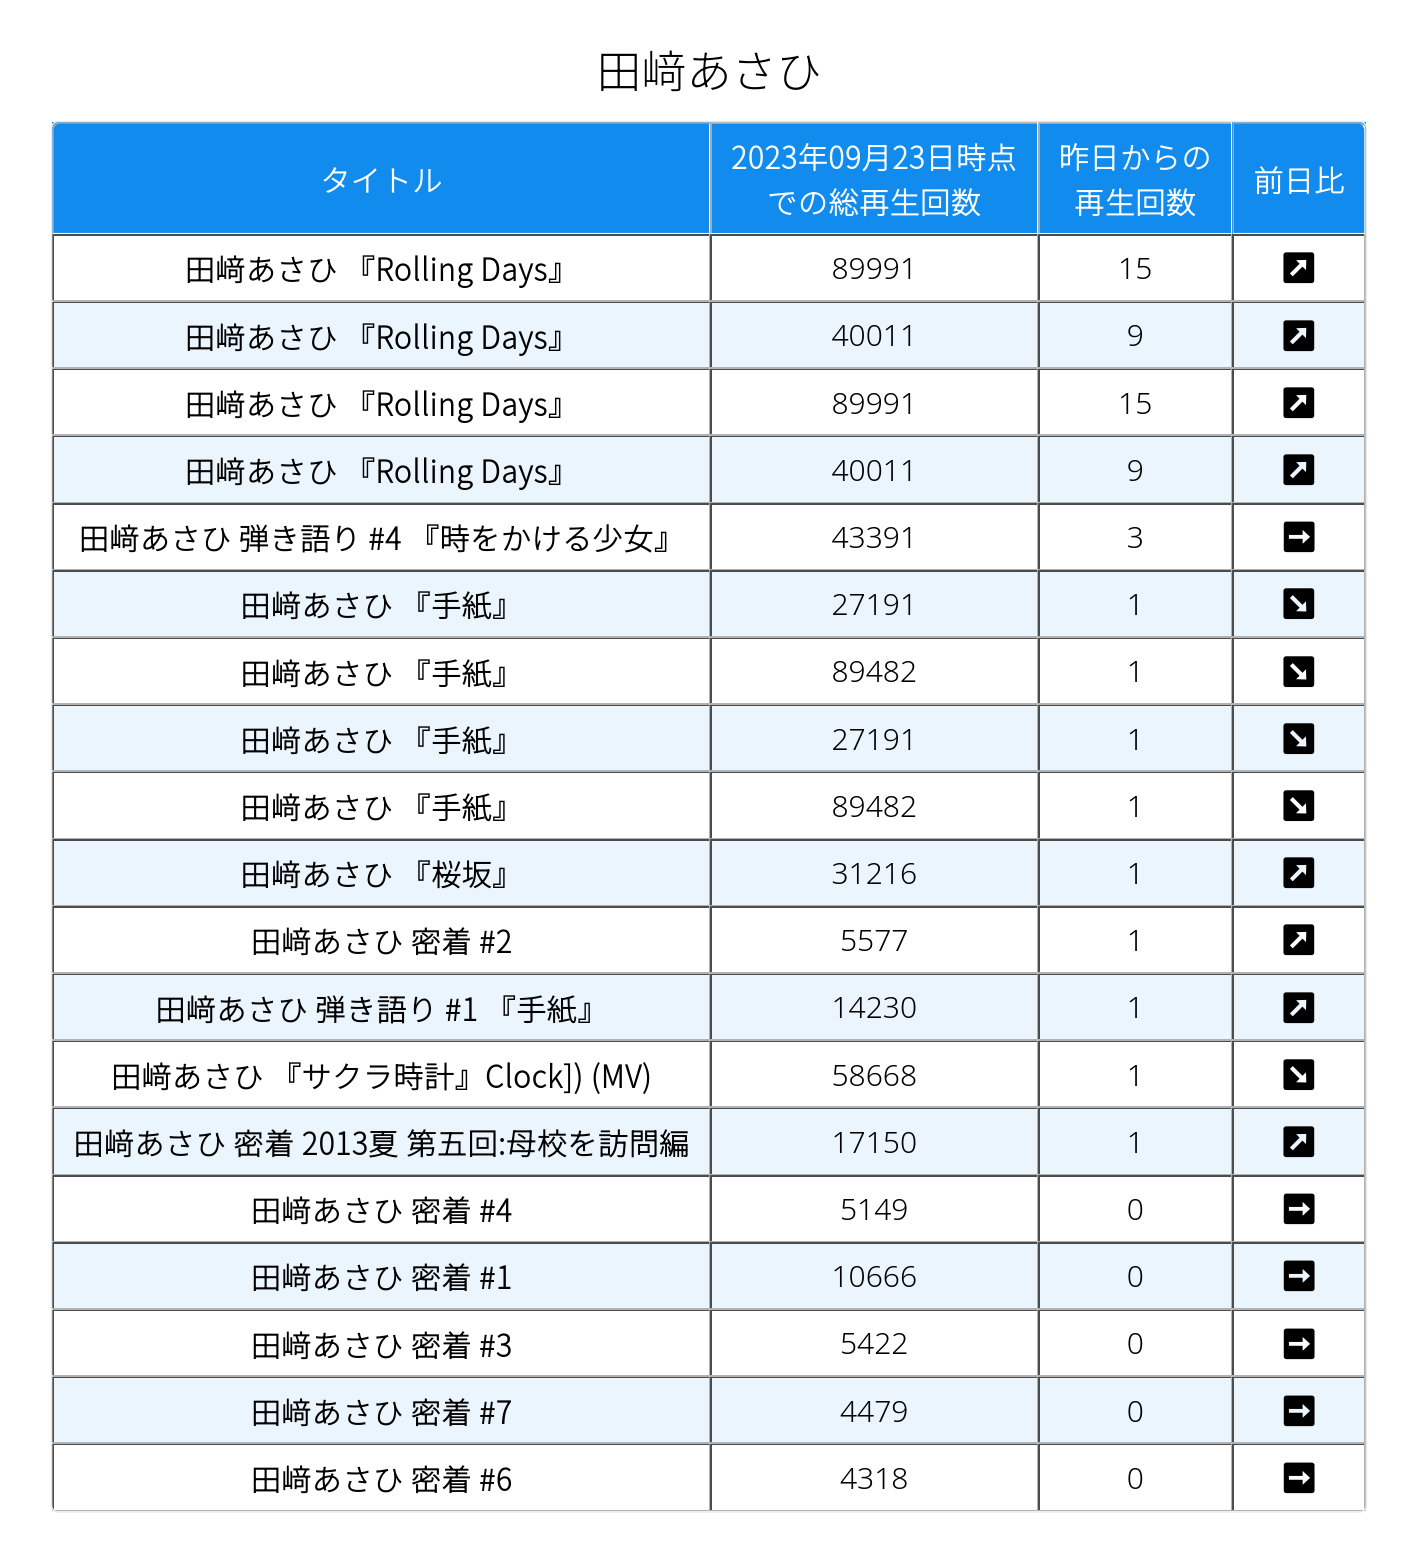 田﨑あさひ
タイトル
2023年09月23日時点
での総再生回数
昨日からの
再生回数
前日比
田﨑あさひ 『Rolling Days』 89991 15
田﨑あさひ 『Rolling Days』 40011 9
田﨑あさひ 『Rolling Days』 89991 15
田﨑あさひ 『Rolling Days』 40011 9
田﨑あさひ 弾き語り #4 『時をかける少女』 43391 3
田﨑あさひ 『手紙』 27191 1
田﨑あさひ 『手紙』 89482 1
田﨑あさひ 『手紙』 27191 1
田﨑あさひ 『手紙』 89482 1
田﨑あさひ 『桜坂』 31216 1
田﨑あさひ 密着 #2 5577 1
田﨑あさひ 弾き語り #1 『手紙』 14230 1
田﨑あさひ 『サクラ時計』Clock]) (MV) 58668 1
田﨑あさひ 密着 2013夏 第五回:母校を訪問編 17150 1
田﨑あさひ 密着 #4 5149 0
田﨑あさひ 密着 #1 10666 0
田﨑あさひ 密着 #3 5422 0
田﨑あさひ 密着 #7 4479 0
田﨑あさひ 密着 #6 4318 0